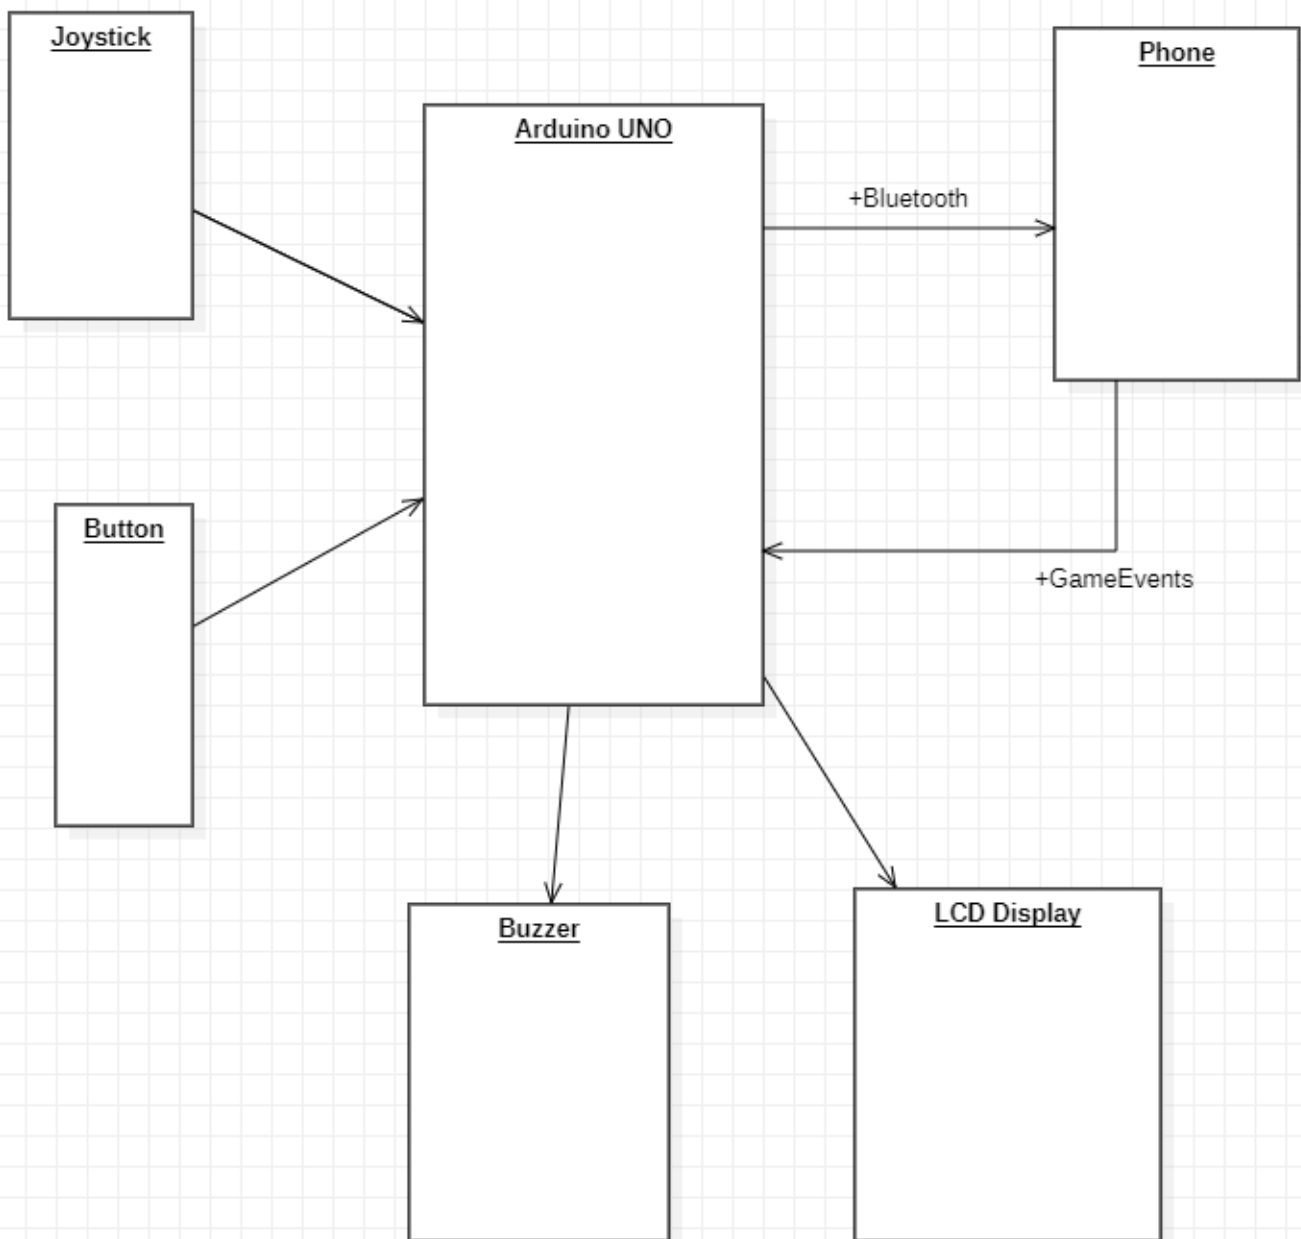 Joystick
Phone
Arduino UNO
+Bluetooth
Button
+GameEvents
Buzzer
LCD Display